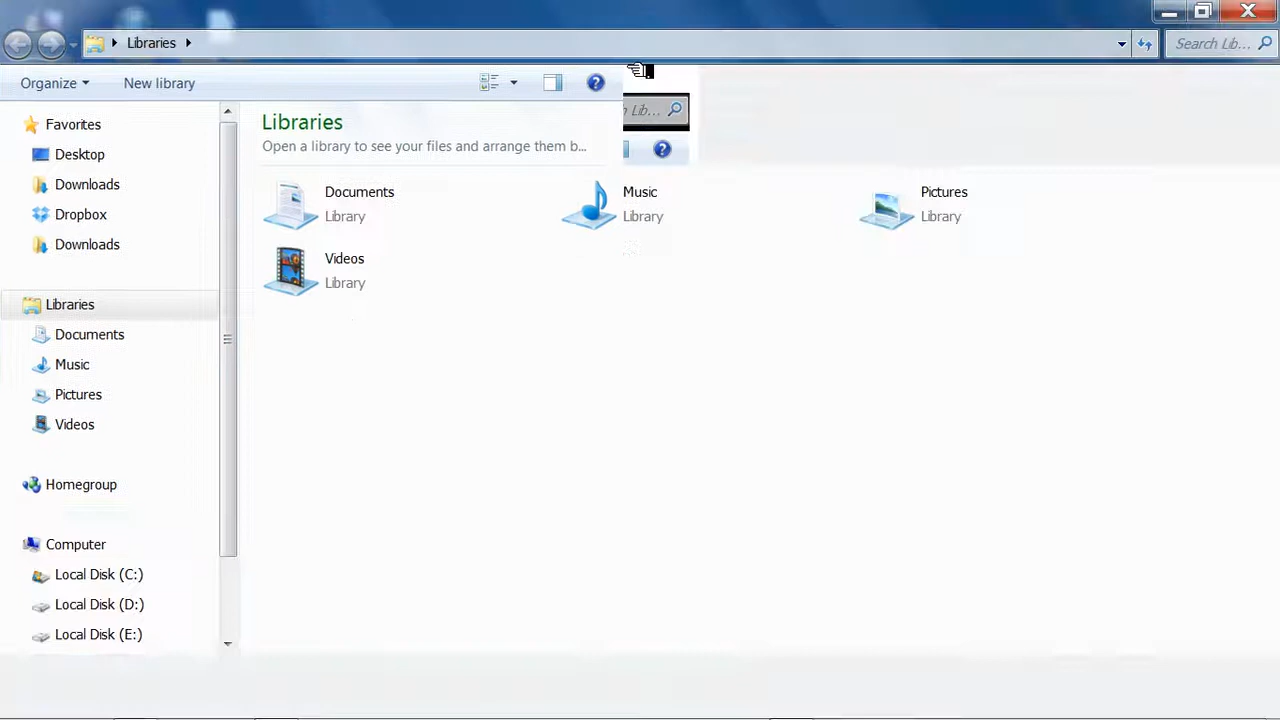 Libraries
Search Lib...
Organize
New library
h Lib...
Favorites
Desktop
Downloads
Dropbox
Downloads
Libraries
Documents
Music
Pictures
Videos
Homegroup
Computer
Local Disk (C:)
Local Disk (D:)
Local Disk (E:)
Libraries
Open a library to see your files and arrange them b...
Documents
Library
Music
Library
Pictures
Library
Videos
Library